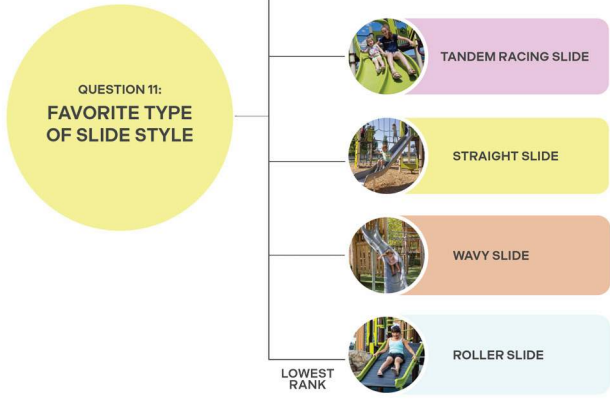 QUESTION 11:
FAVORITE TYPE
OF SLIDE STYLE
TANDEM RACING SLIDE
STRAIGHT SLIDE
WAVY SLIDE
ROLLER SLIDE
LOWEST
RANK